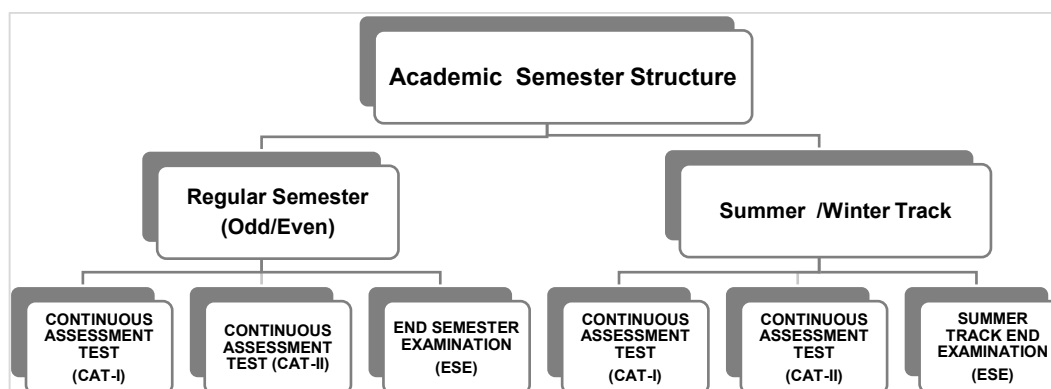 Academic Semester Structure
Regular Semester
(Odd/Even)
Summer /Winter Track
CONTINUOUS
ASSESSMENT
TEST
(CAT-I)
CONTINUOUS
ASSESSMENT
TEST (CAT-II)
END SEMESTER
EXAMINATION
(ESE)
CONTINUOUS
ASSESSMENT
TEST
(CAT-I)
CONTINUOUS
ASSESSMENT
TEST
(CAT-II)
SUMMER
TRACK END
EXAMINATION
(ESE)